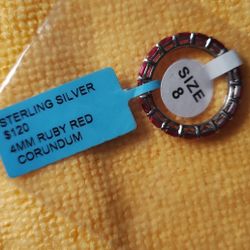 STERLING SILVER
$120
4MM RUBY RED
CORUNDUM
SIZE
8